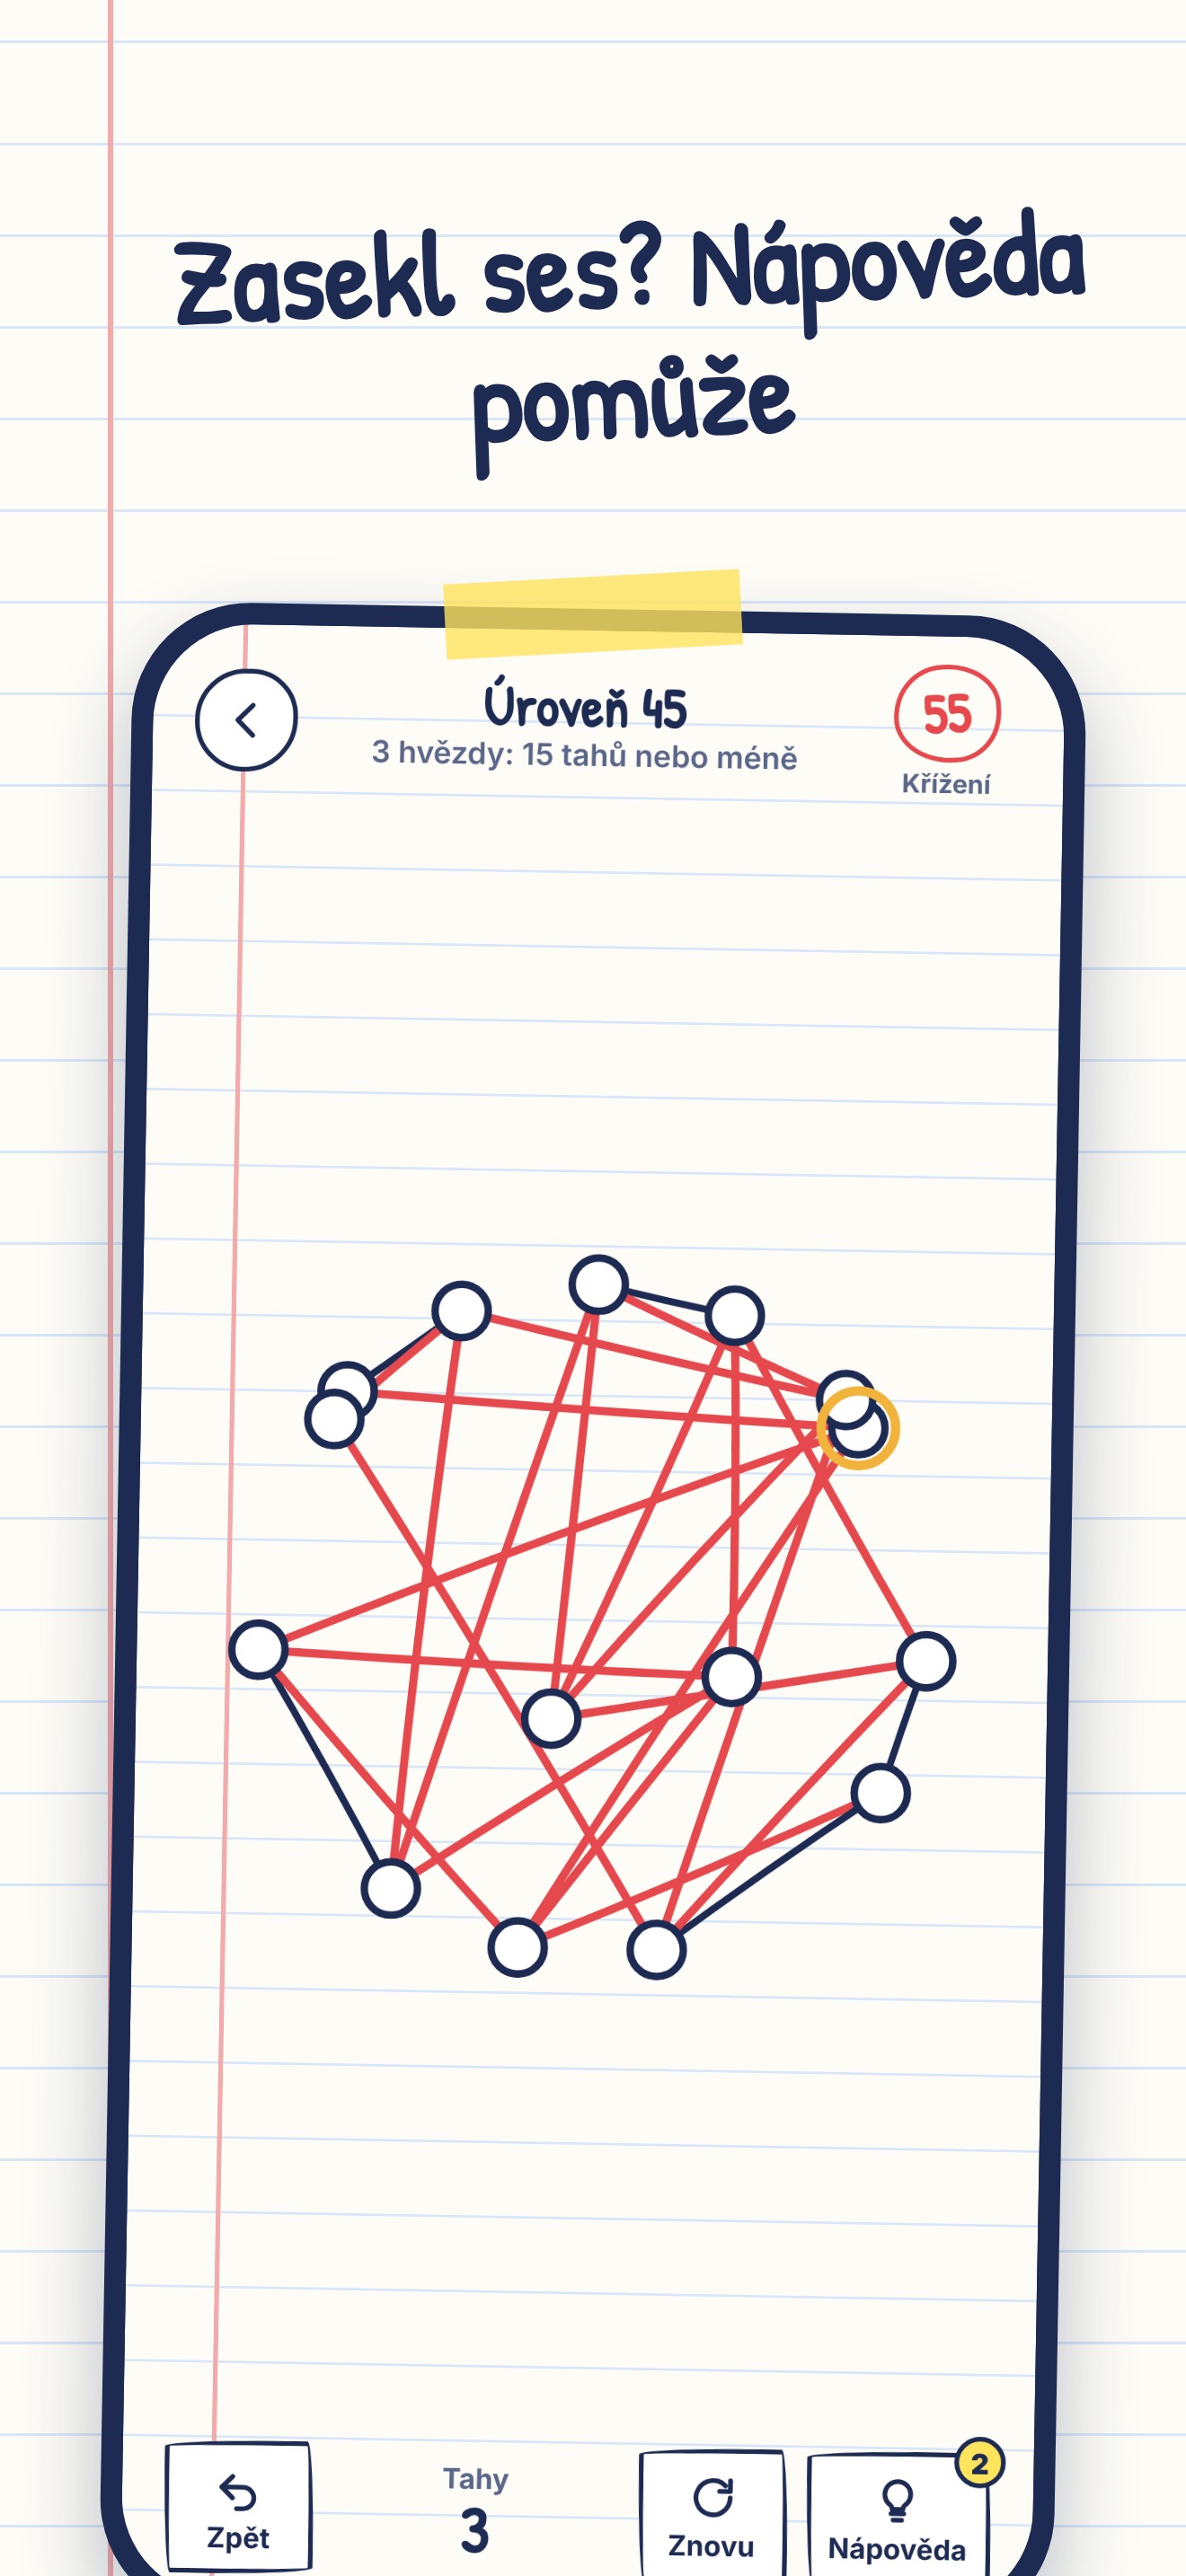 Zasekl ses? Nápověda
pomůže
Úroveň 45
3 hvězdy: 15 tahů nebo méně
55
Křížení
Zpět
Tahy
3
Znovu
2
Nápověda